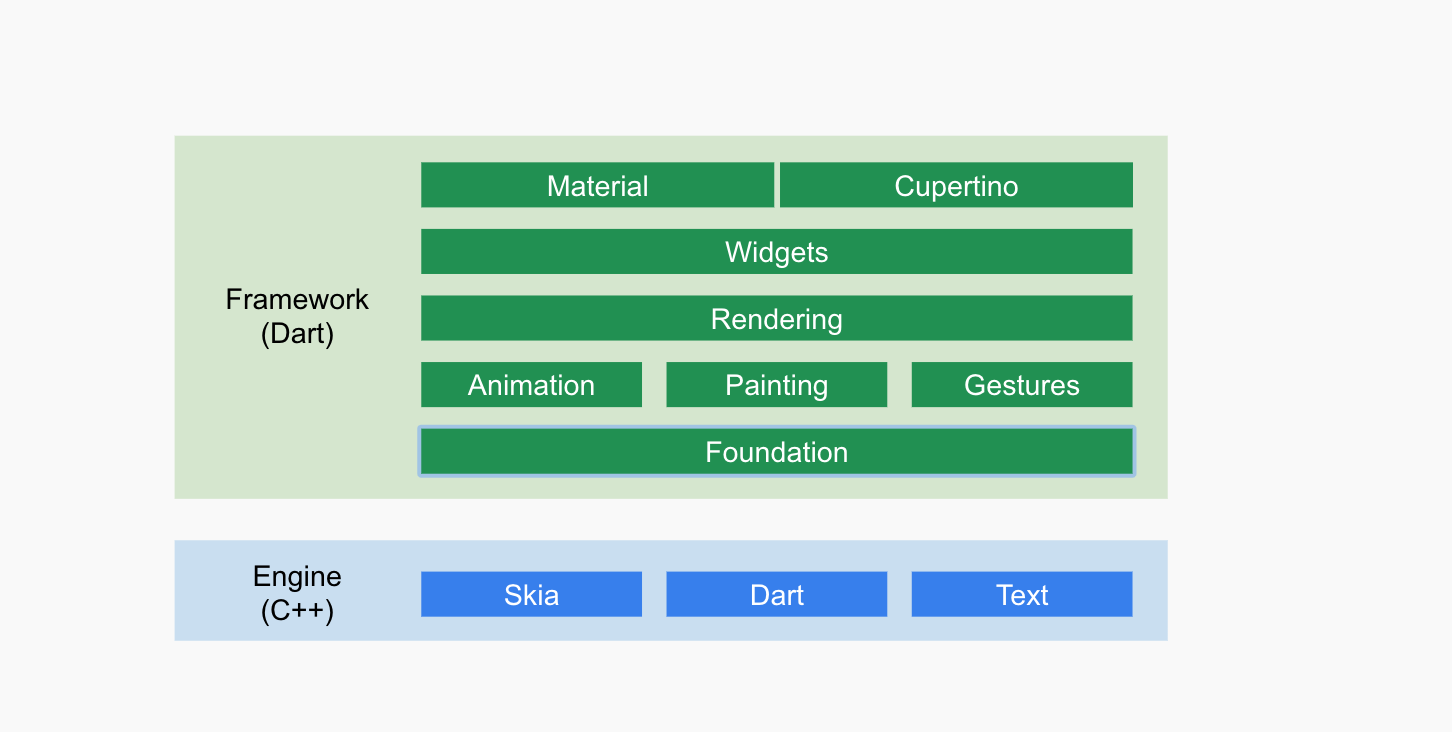 Material
Cupertino
Widgets
Framework
(Dart)
Rendering
Animation
Painting
Gestures
Foundation
Engine
(C++)
Skia
Dart
Text